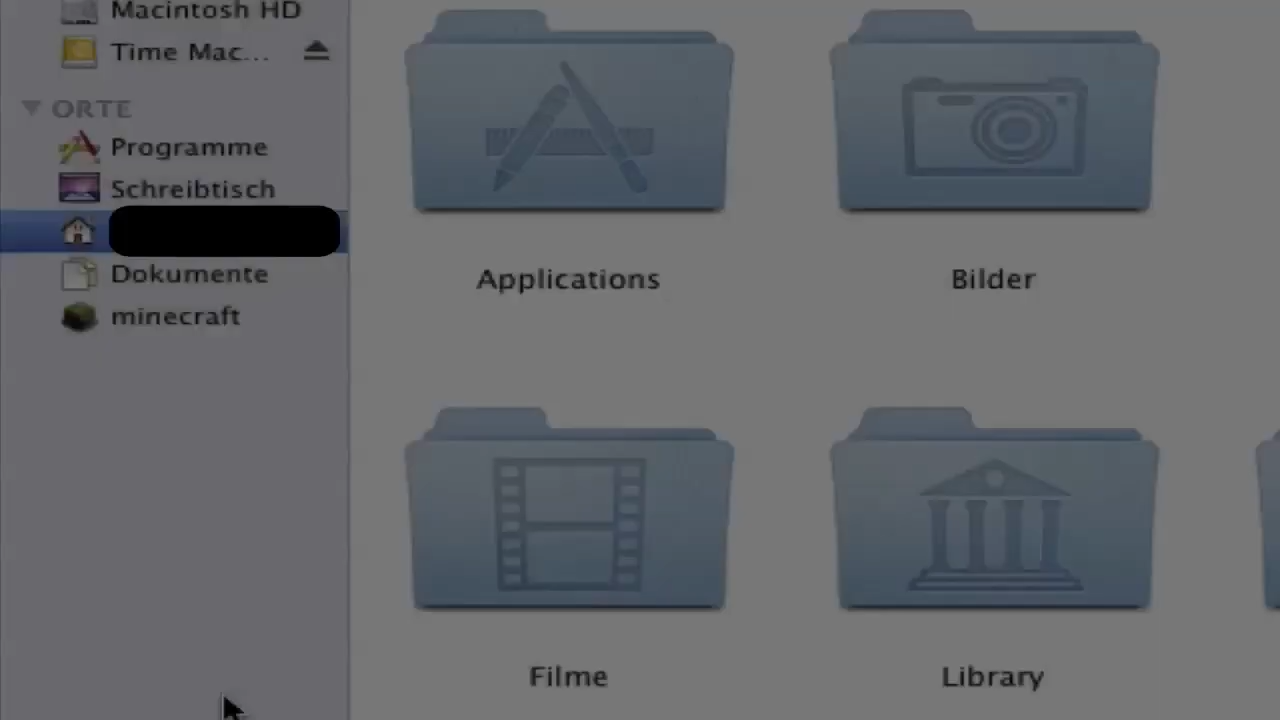 Macintosh HD
Time Mac...
ORTE
Programme
Schreibtisch
Dokumente
minecraft
Applications
Bilder
Filme
Library